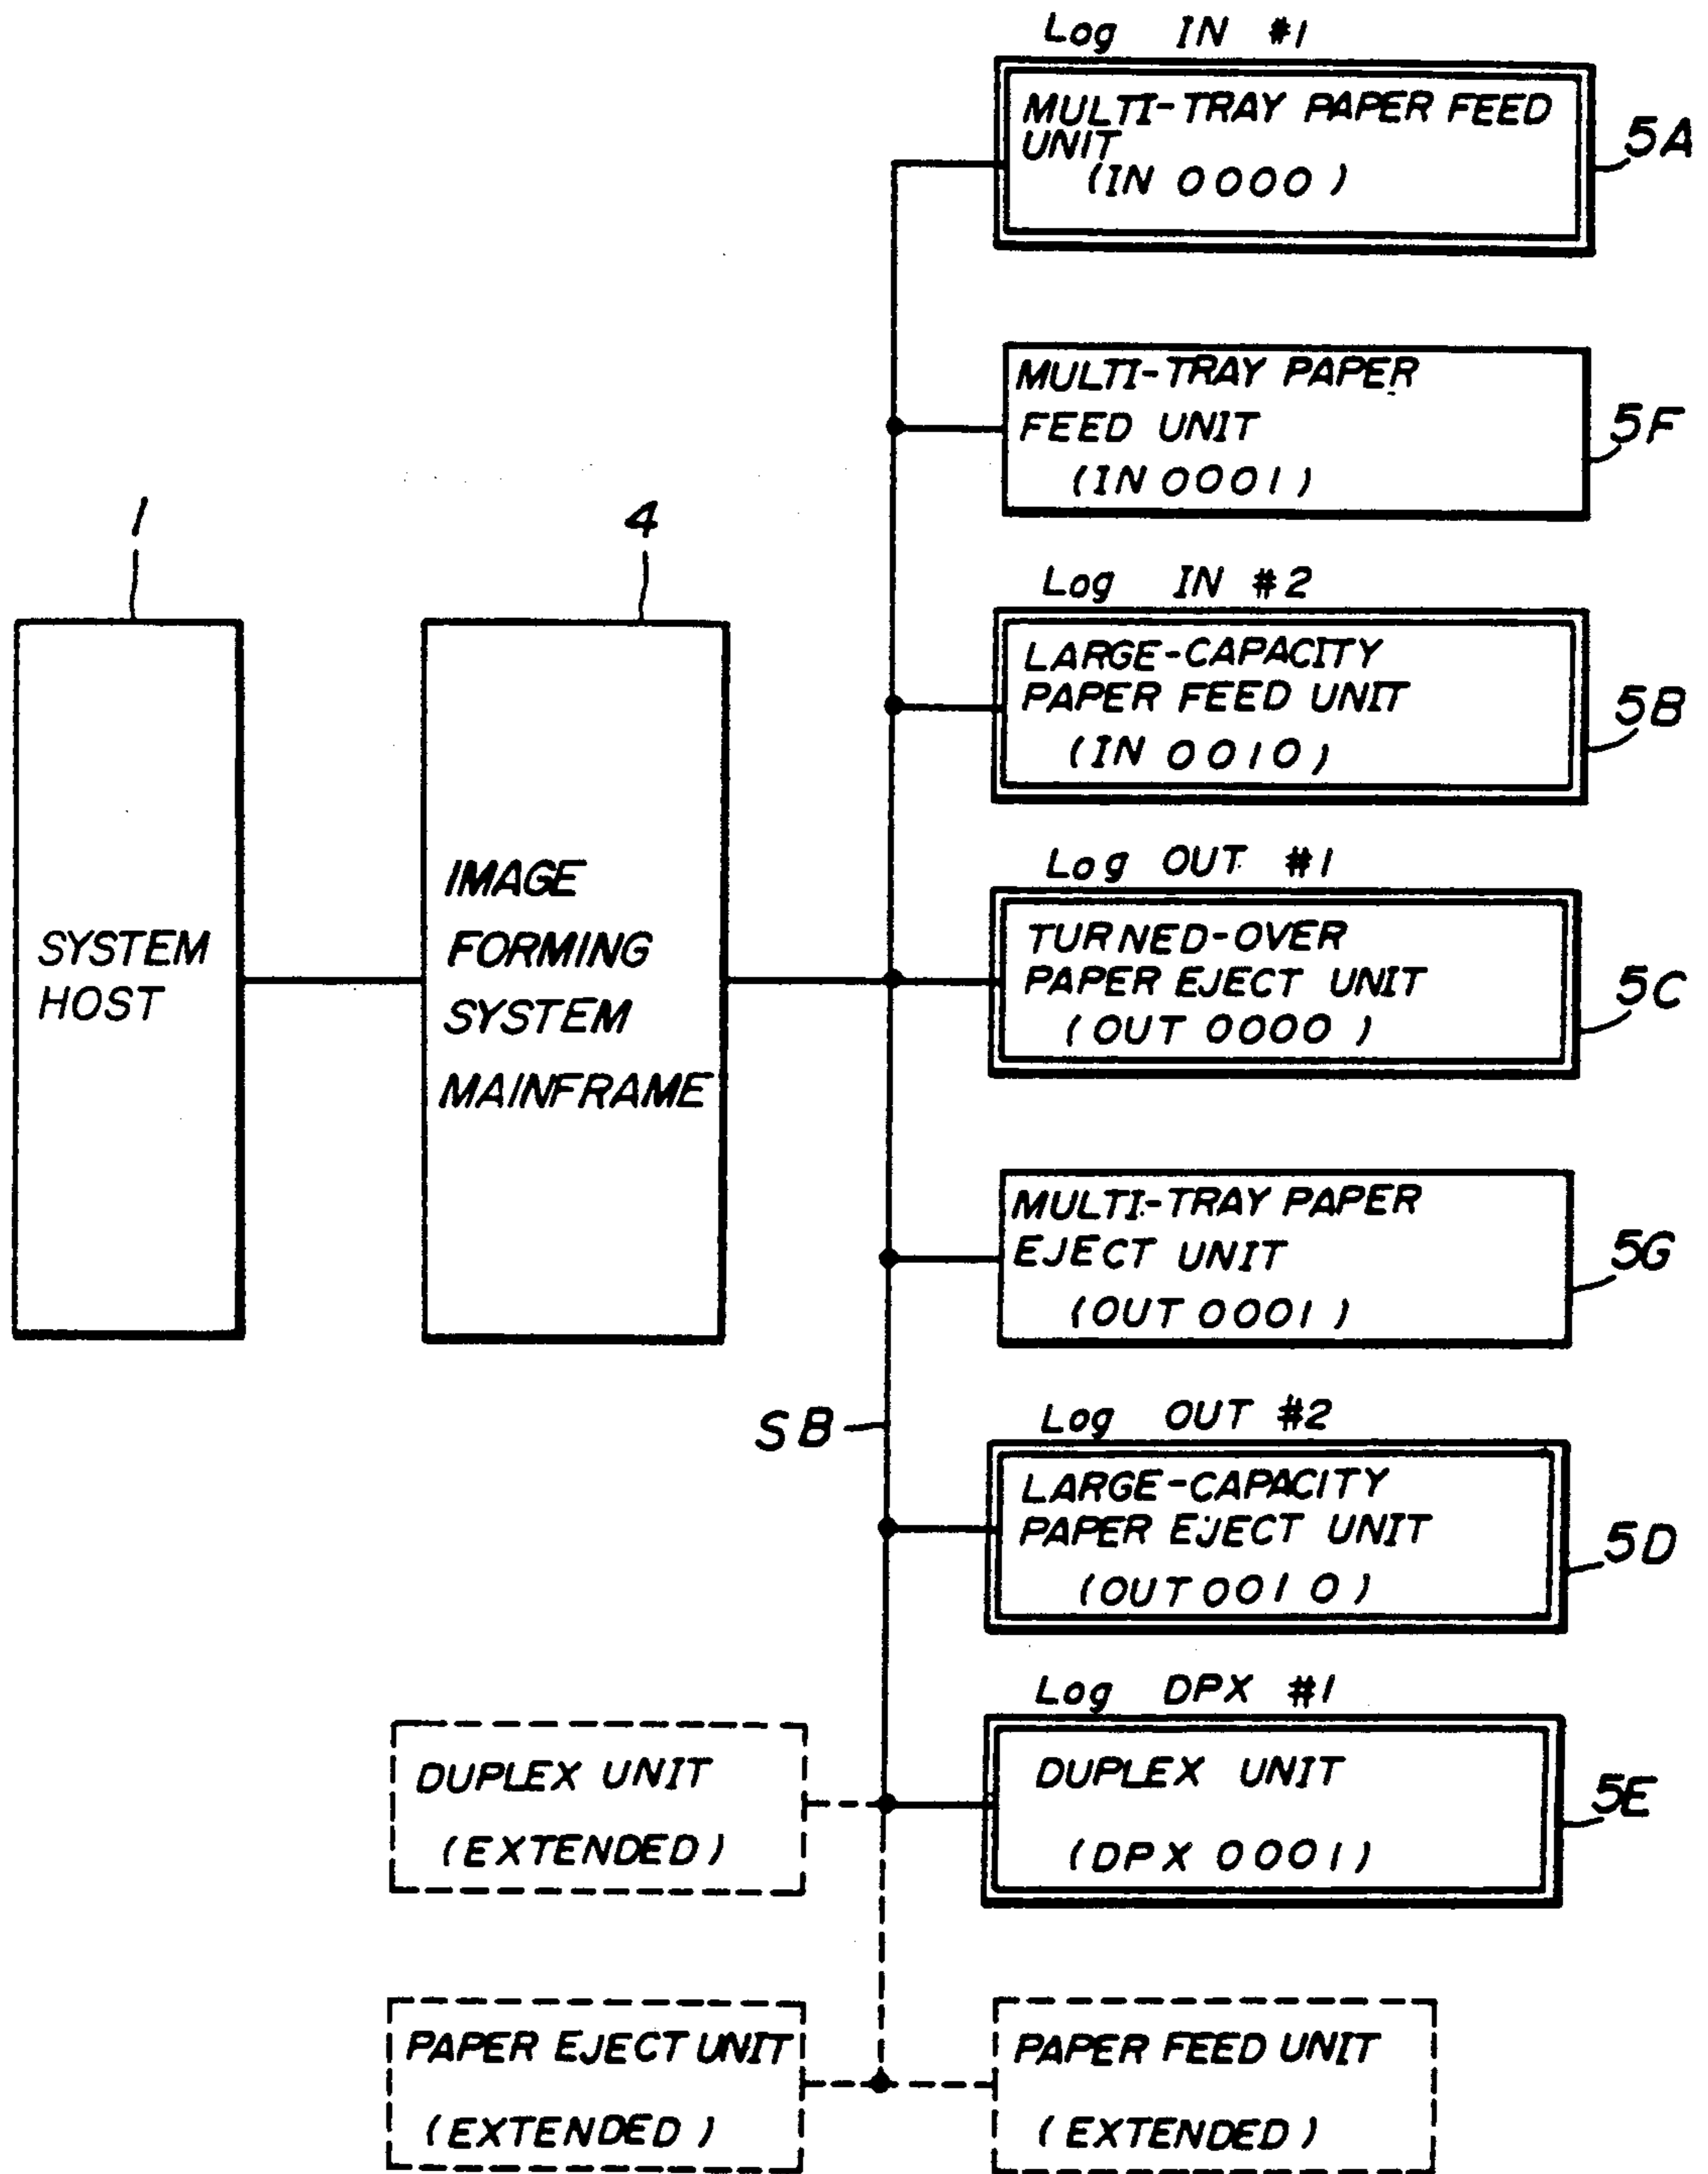 Log IN #1
MULTI-TRAY PAPER FEED
UNIT
(IN 0000)
5A
MULTI-TRAY PAPER
FEED UNIT
(IN 0001)
5F
1
4
Log IN #2
LARGE-CAPACITY
PAPER FEED UNIT
(IN 0010)
5B
SYSTEM
HOST
IMAGE
FORMING
SYSTEM
MAINFRAME
Log OUT #1
TURNED-OVER
PAPER EJECT UNIT
(OUT 0000)
5C
MULTI-TRAY PAPER
EJECT UNIT
(OUT 0001)
5G
SB
Log OUT #2
LARGE-CAPACITY
PAPER EJECT UNIT
(OUT 0010)
5D
Log DPX #1
DUPLEX UNIT
(DPX 0001)
5E
DUPLEX UNIT
(EXTENDED)
PAPER EJECT UNIT
(EXTENDED)
PAPER FEED UNIT
(EXTENDED)